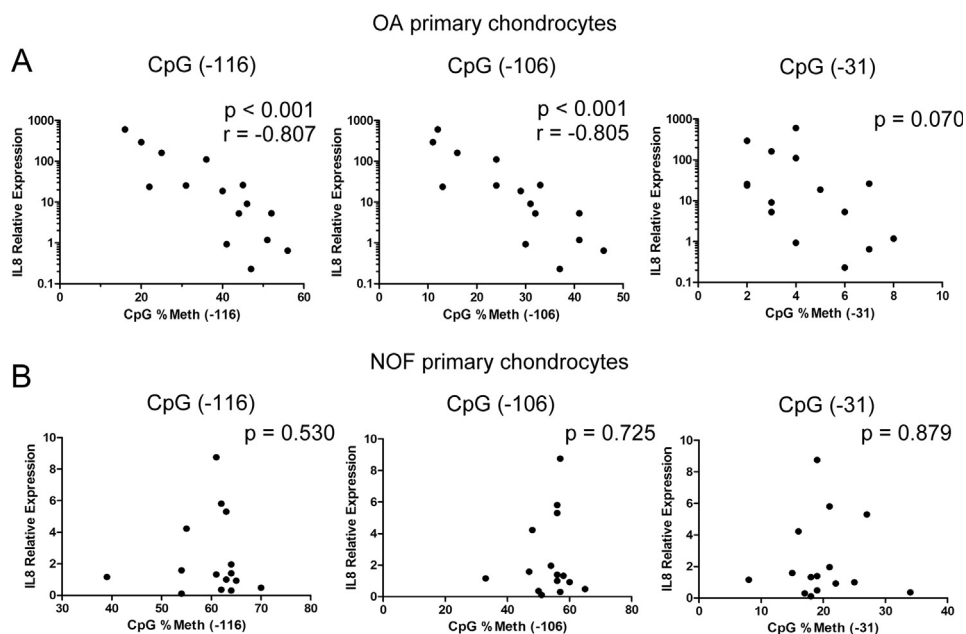 OA primary chondrocytes
A
CpG (-116)
p < 0.001
r = -0.807
IL8 Relative Expression
1000
100
10
1
0.1
0 20 40 60
CpG % Meth (-116)
CpG (-106)
p < 0.001
r = -0.805
IL8 Relative Expression
1000
100
10
1
0.1
0 10 20 30 40 50
CpG % Meth (-106)
CpG (-31)
p = 0.070
IL8 Relative Expression
1000
100
10
1
0.1
0 2 4 6 8 10
CpG % Meth (-31)
NOF primary chondrocytes
B
CpG (-116)
p = 0.530
IL8 Relative Expression
10
8
6
4
2
0
30 40 50 60 70 80
CpG % Meth (-116)
CpG (-106)
p = 0.725
IL8 Relative Expression
10
8
6
4
2
0
20 40 60 80
CpG % Meth (-106)
CpG (-31)
p = 0.879
IL8 Relative Expression
10
8
6
4
2
0
0 10 20 30 40
CpG % Meth (-31)